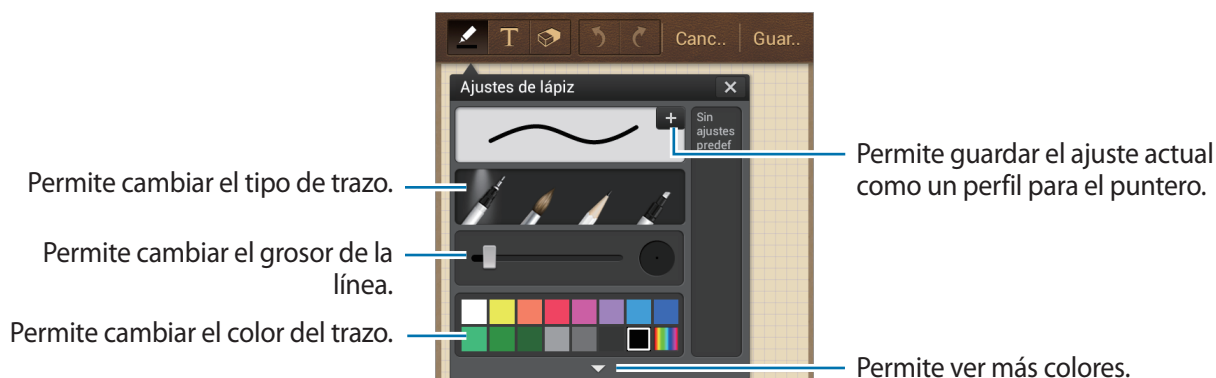 T Canc.. Guar..
Ajustes de lápiz
Sin
ajustes
predef
Permite guardar el ajuste actual
como un perfil para el puntero.
Permite cambiar el tipo de trazo.
Permite cambiar el grosor de la
línea.
Permite cambiar el color del trazo.
Permite ver más colores.